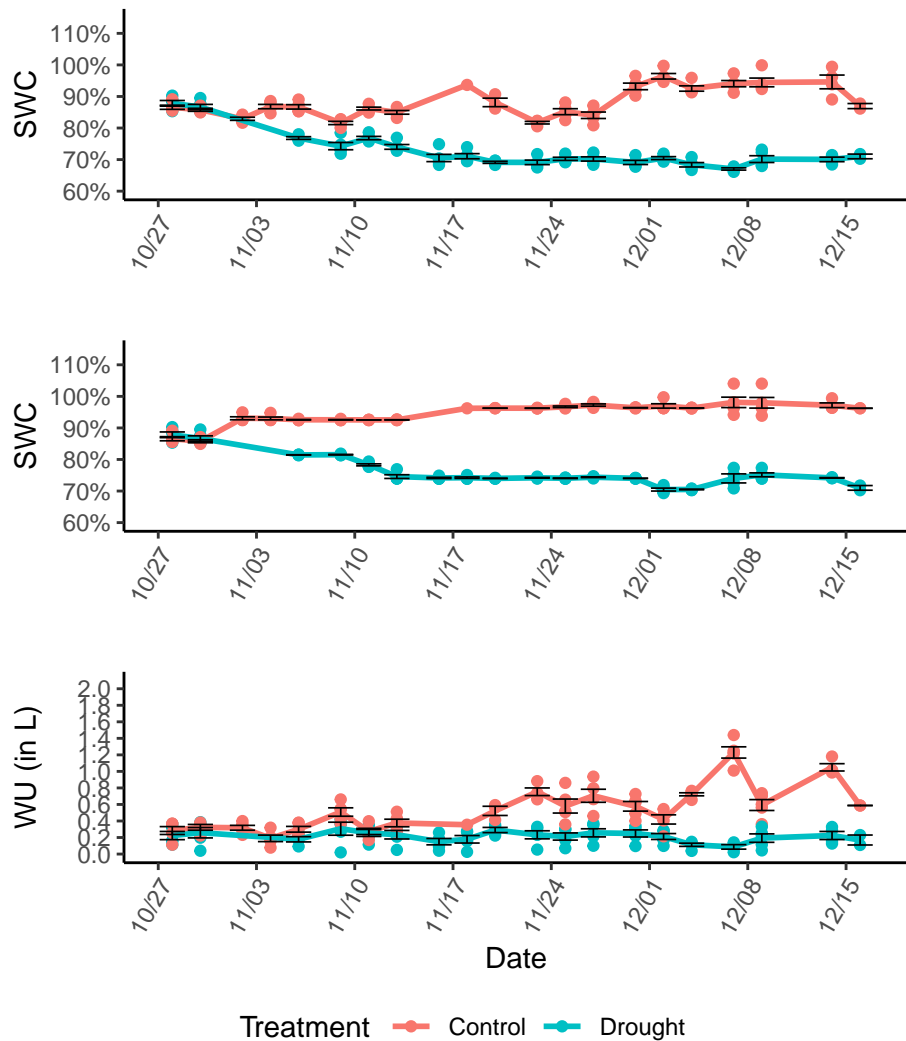 SWC
110%
100%
90%
80%
70%
60%
10/27 11/03 11/10 11/17 11/24 12/01 12/08 12/15
SWC
110%
100%
90%
80%
70%
60%
10/27 11/03 11/10 11/17 11/24 12/01 12/08 12/15
WU (in L)
2.0
1.8
1.6
1.4
1.2
1.0
0.8
0.6
0.4
0.2
0.0
10/27 11/03 11/10 11/17 11/24 12/01 12/08 12/15
Date
Treatment Control Drought